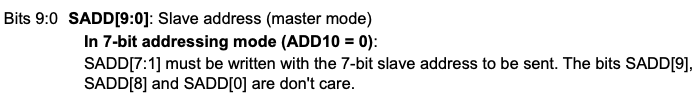 Bits 9:0 SADD[9:0]: Slave address (master mode)
In 7-bit addressing mode (ADD10 = 0):
SADD[7:1] must be written with the 7-bit slave address to be sent. The bits SADD[9],
SADD[8] and SADD[0] are don't care.